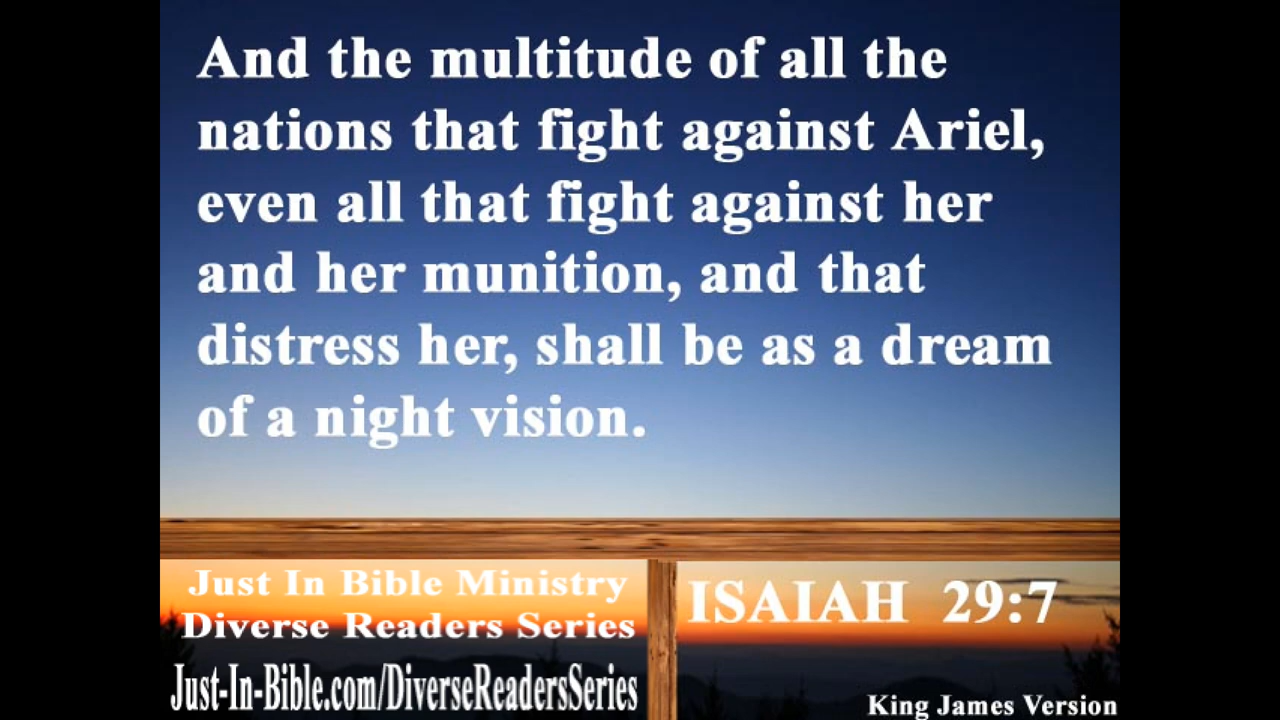 And the multitude of all the
nations that fight against Ariel,
even all that fight against her
and her munition, and that
distress her, shall be as a dream
of a night vision.
Just In Bible Ministry
Diverse Readers Series
Just-In-Bible.com/DiverseReadersSeries
ISAIAH 29:7
King James Version